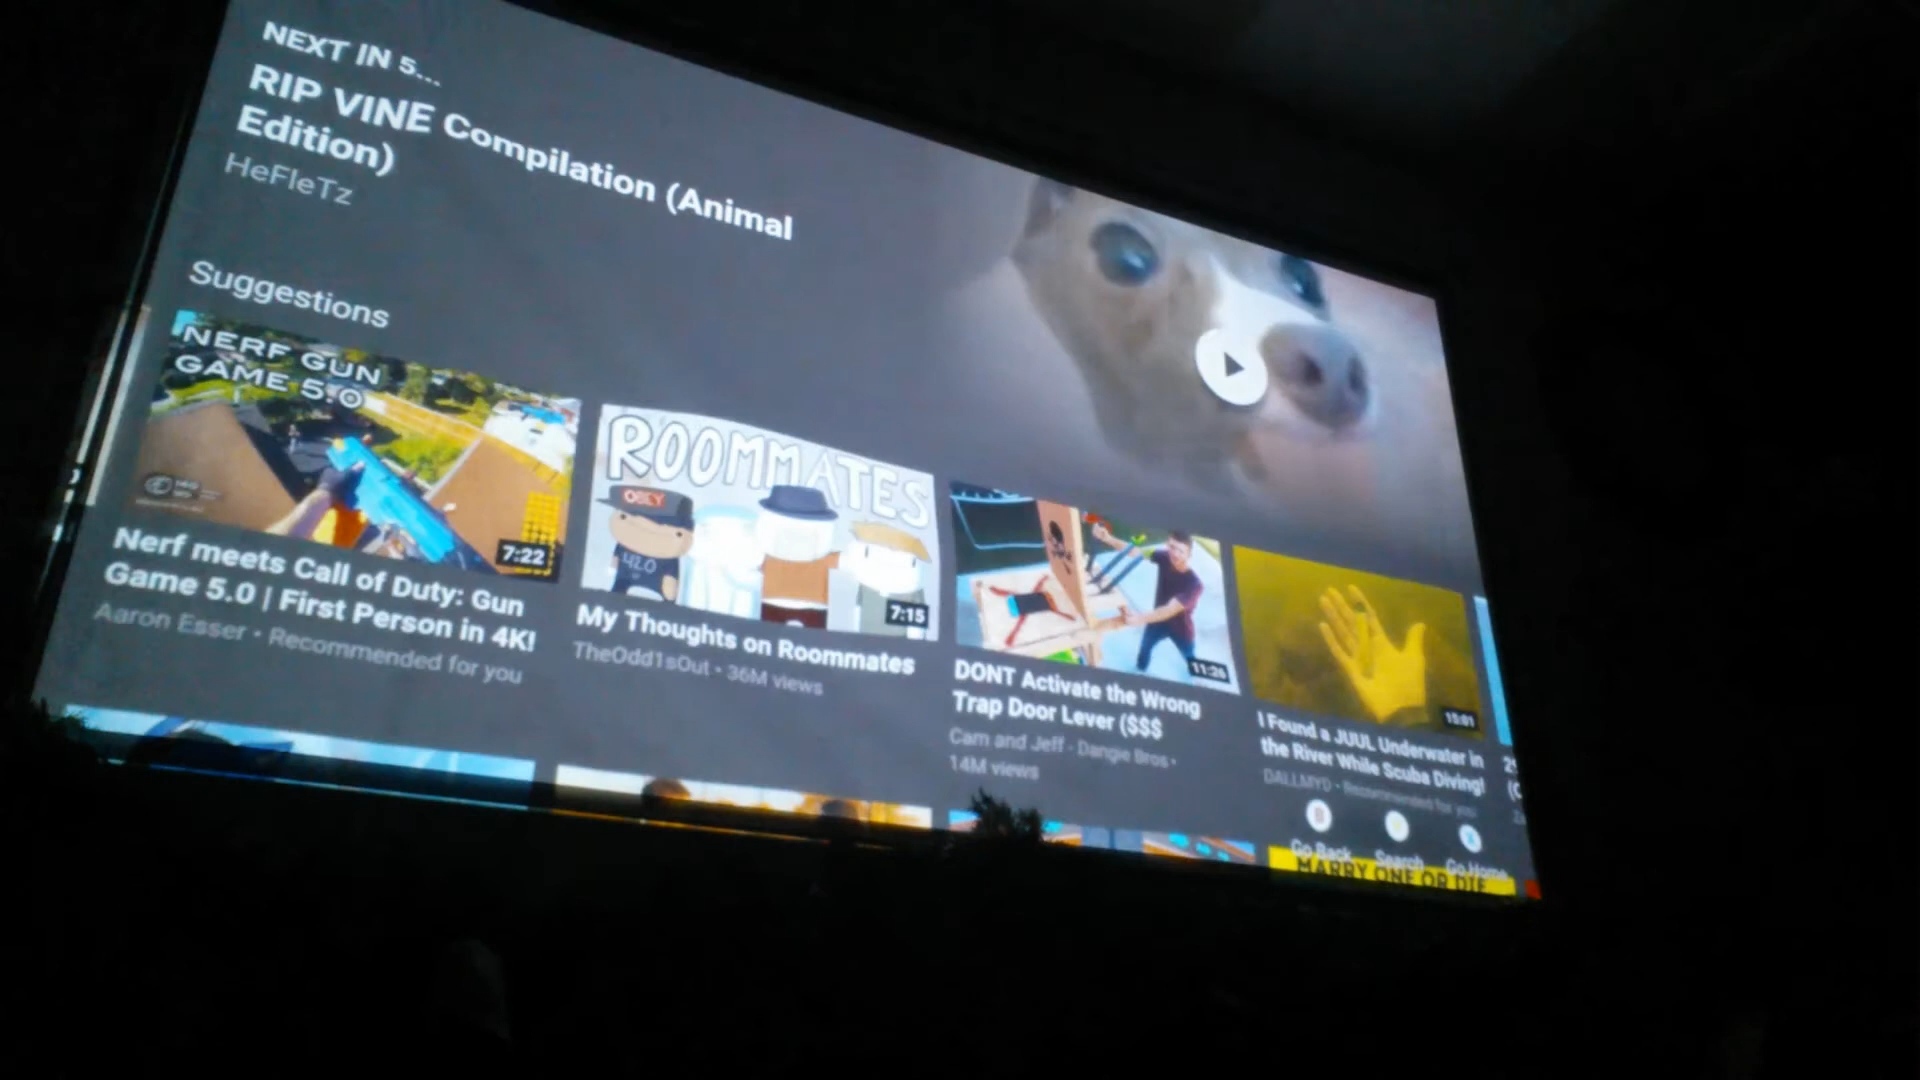 NEXT IN 5...
RIP VINE Compilation (Animal
Edition)
HeFleTz
Suggestions
NERF GUN
GAME 5.0
7:22
Nerf meets Call of Duty: Gun
Game 5.0 | First Person in 4K!
Aaron Esser • Recommended for you
ROOMMATES
OBEY
420
7:15
My Thoughts on Roommates
TheOdd1sOut • 36M views
11:26
DONT Activate the Wrong
Trap Door Lever ($$$
Cam and Jeff - Dangie Bros •
14M views
15:01
I Found a JUUL Underwater in
the River While Scuba Diving!
DALLMYD • Recommended for you
Go Back
Search
Go Home
MARRY ONE OR DIE